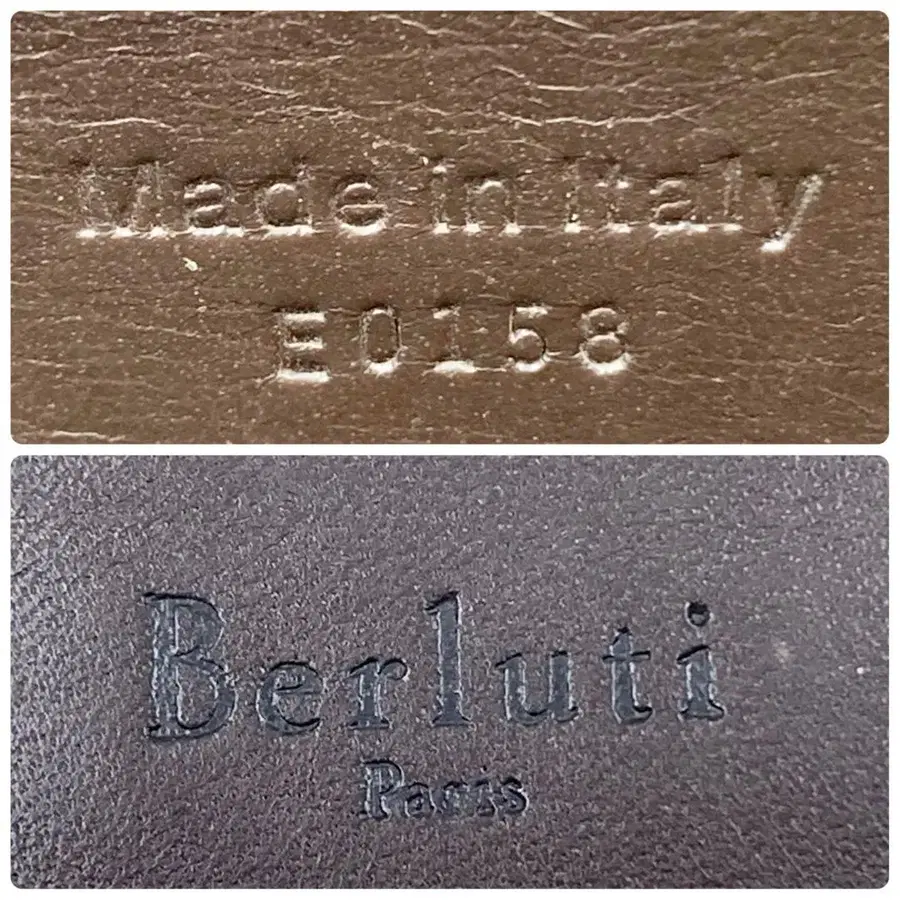 Made in Italy
E0158
Berluti
Paris